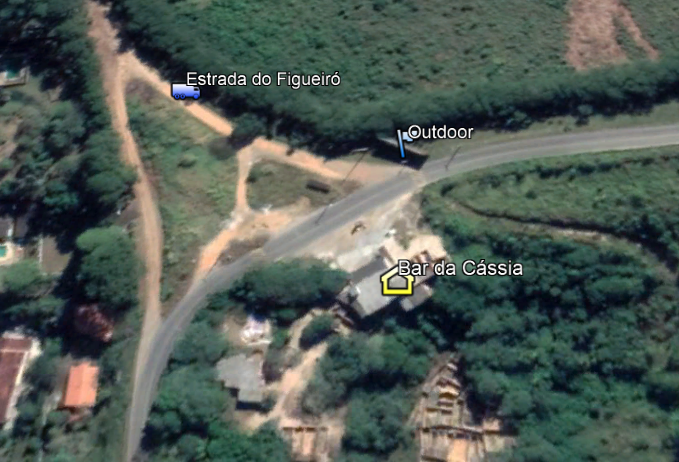 Estrada do Figueiró
Outdoor
Bar da Cássia